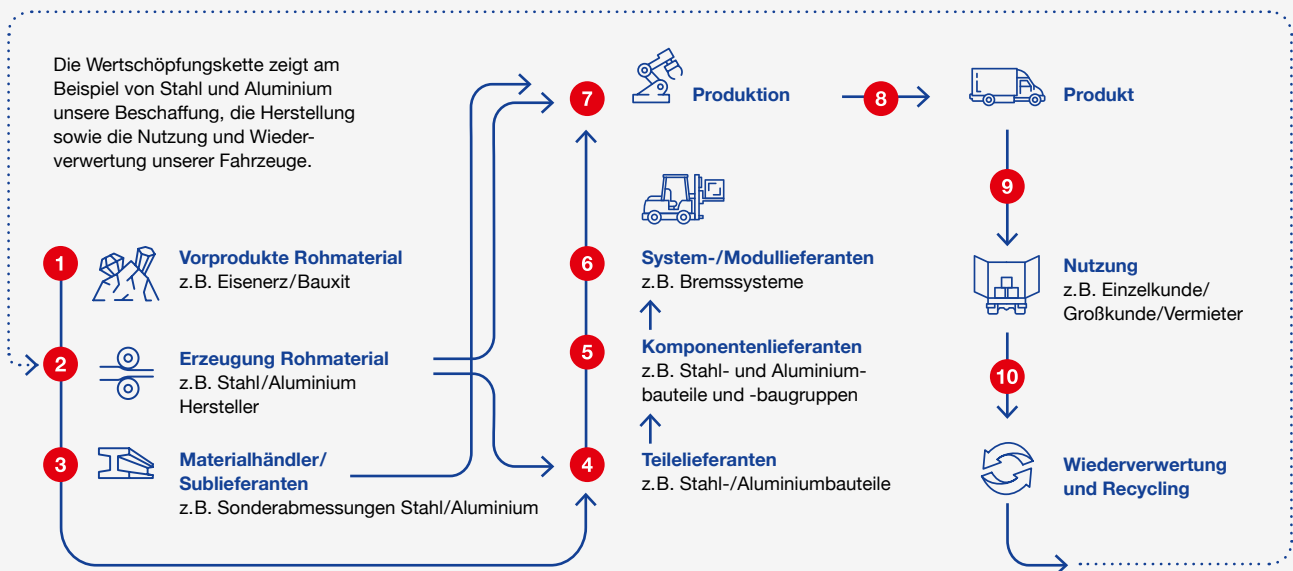 Die Wertschöpfungskette zeigt am
Beispiel von Stahl und Aluminium
unsere Beschaffung, die Herstellung
sowie die Nutzung und Wieder-
verwertung unserer Fahrzeuge.
1
Vorprodukte Rohmaterial
z.B. Eisenerz/Bauxit
2
Erzeugung Rohmaterial
z.B. Stahl/Aluminium
Hersteller
3
Materialhändler/
Sublieferanten
z.B. Sonderabmessungen Stahl/Aluminium
4
Teilelieferanten
z.B. Stahl-/Aluminiumbauteile
5
Komponentenlieferanten
z.B. Stahl- und Aluminium-
bauteile und -baugruppen
6
System-/Modullieferanten
z.B. Bremssysteme
7
Produktion
8
Produkt
9
Nutzung
z.B. Einzelkunde/
Großkunde/Vermieter
10
Wiederverwertung
und Recycling